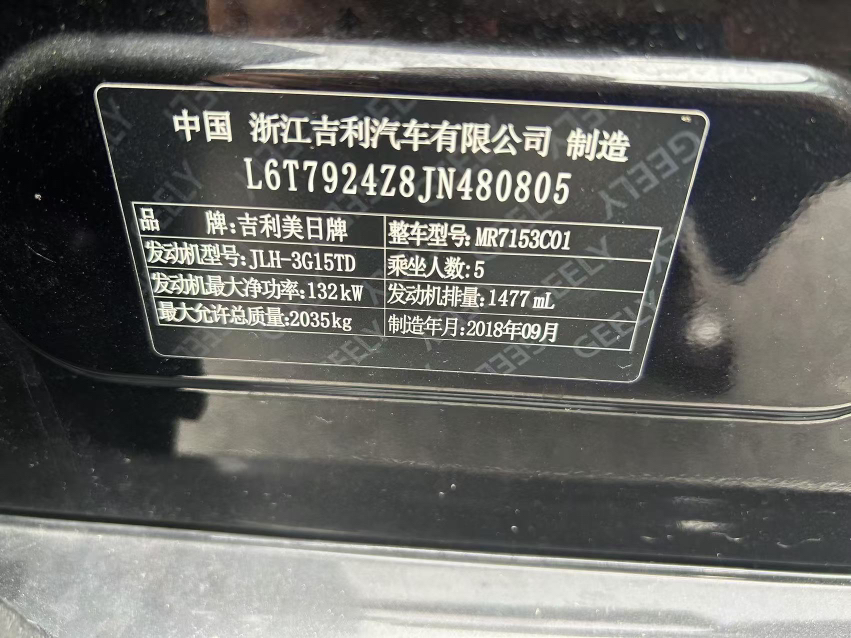 中国 浙江吉利汽车有限公司 制造
L6T7924Z8JN480805
品 牌:吉利美日牌 整车型号:MR7153C01
发动机型号:JLH-3G15TD 乘坐人数:5
发动机最大净功率:132kW 发动机排量:1477mL
最大允许总质量:2035kg 制造年月:2018年09月
GEELY
GEELY
GEELY
GEELY
GEELY
GEELY